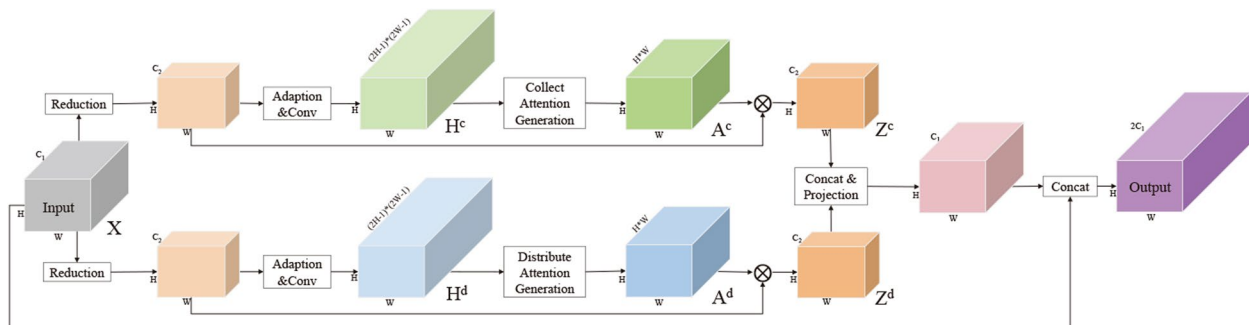 C₂
(2H-1)*(2W-1)
H*W
C₂
Reduction
H
W
Adaption
&Conv
H
W
Hᶜ
Collect
Attention
Generation
H
W
Aᶜ
H
W
Zᶜ
C₁
H
Input
W
X
Concat &
Projection
C₁
H
W
Concat
2C₁
H
Output
W
C₂
(2H-1)*(2W-1)
H*W
C₂
Reduction
H
W
Adaption
&Conv
H
W
Hᵈ
Distribute
Attention
Generation
H
W
Aᵈ
H
W
Zᵈ